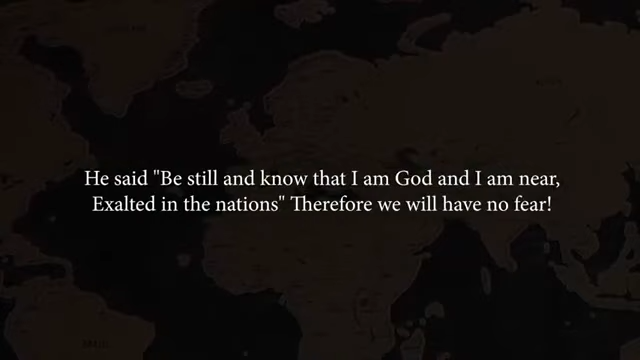 He said "Be still and know that I am God and I am near,
Exalted in the nations" Therefore we will have no fear!